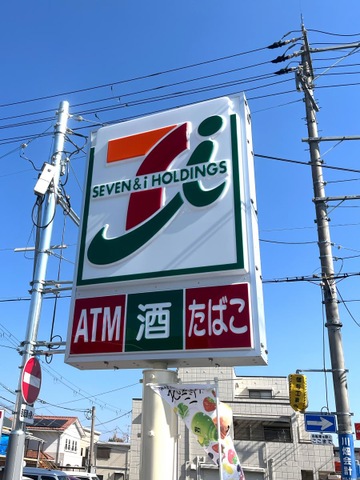 SEVEN & i HOLDINGS
ATM 酒 たばこ